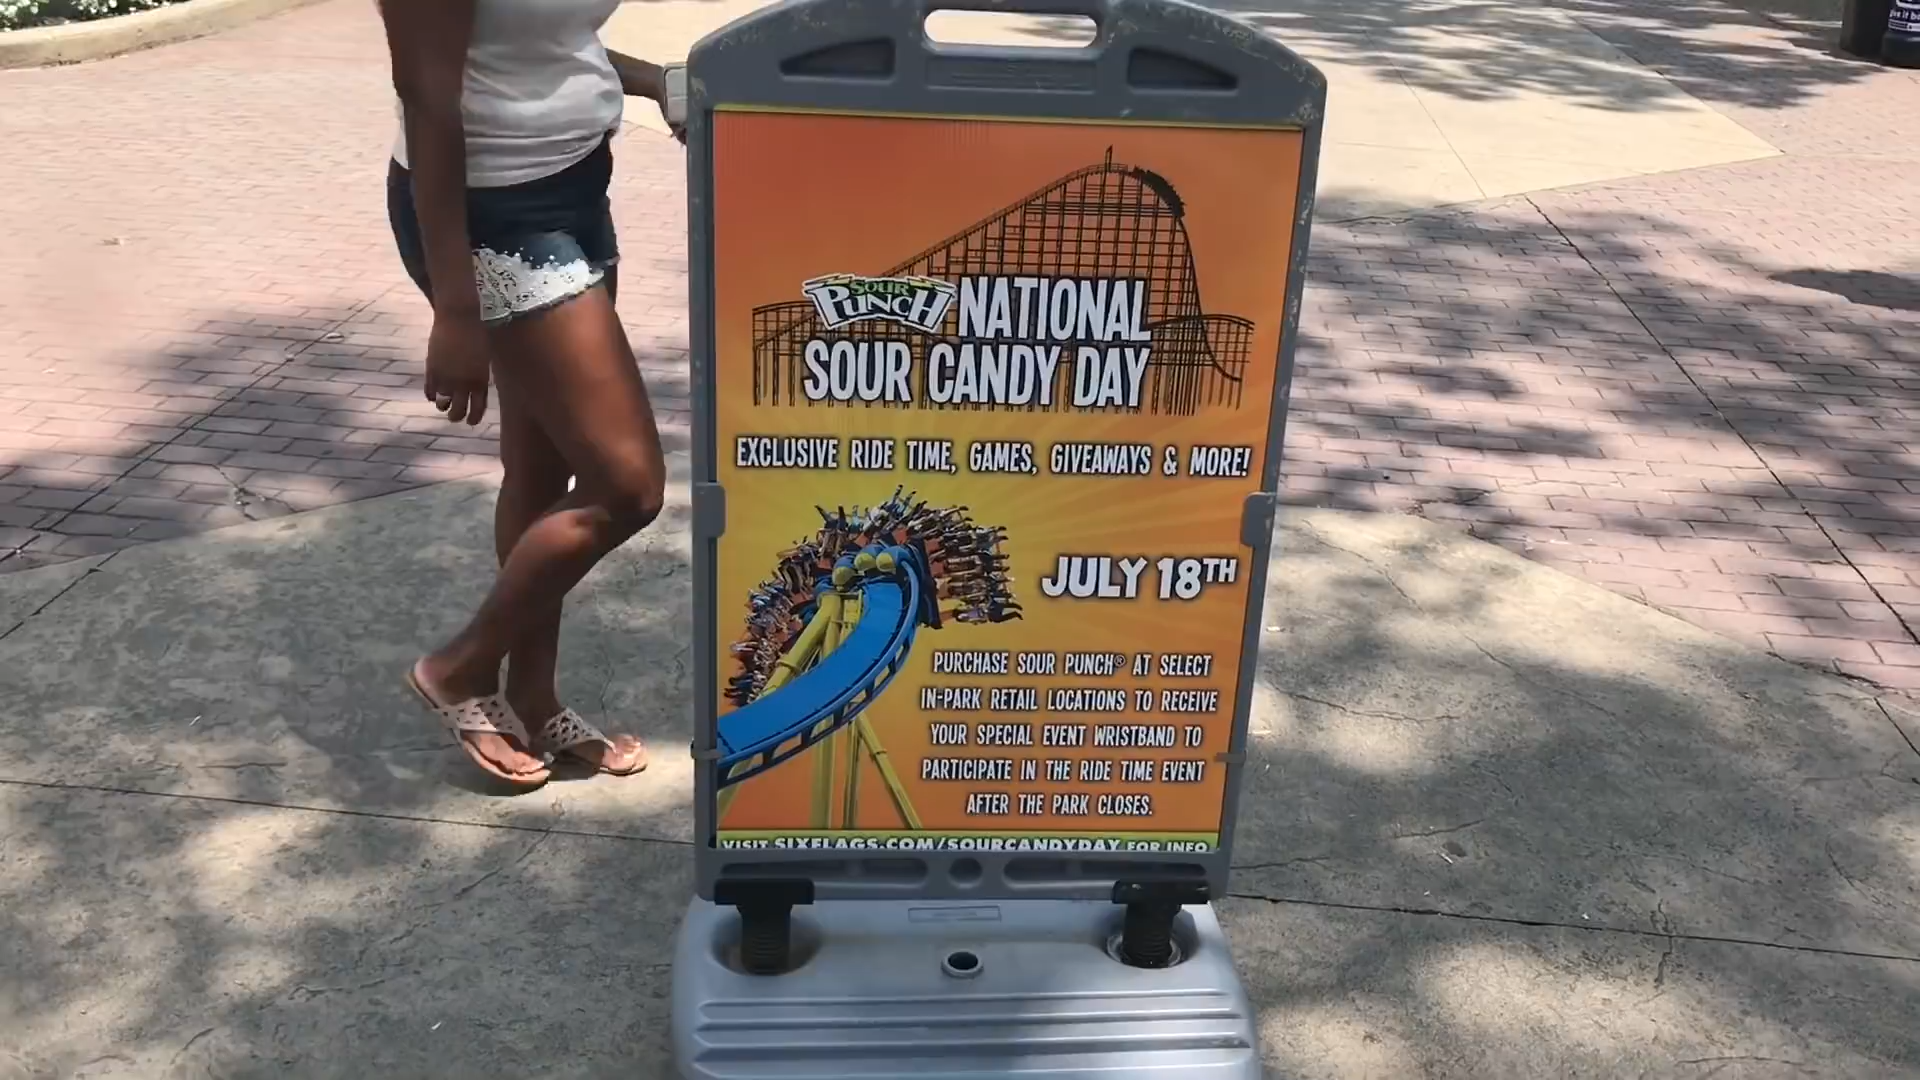 SOUR PUNCH NATIONAL
SOUR CANDY DAY
EXCLUSIVE RIDE TIME, GAMES, GIVEAWAYS & MORE!
JULY 18TH
PURCHASE SOUR PUNCH® AT SELECT
IN-PARK RETAIL LOCATIONS TO RECEIVE
YOUR SPECIAL EVENT WRISTBAND TO
PARTICIPATE IN THE RIDE TIME EVENT
AFTER THE PARK CLOSES.
VISIT SIXFLAGS.COM/SOURCANDYDAY FOR INFO